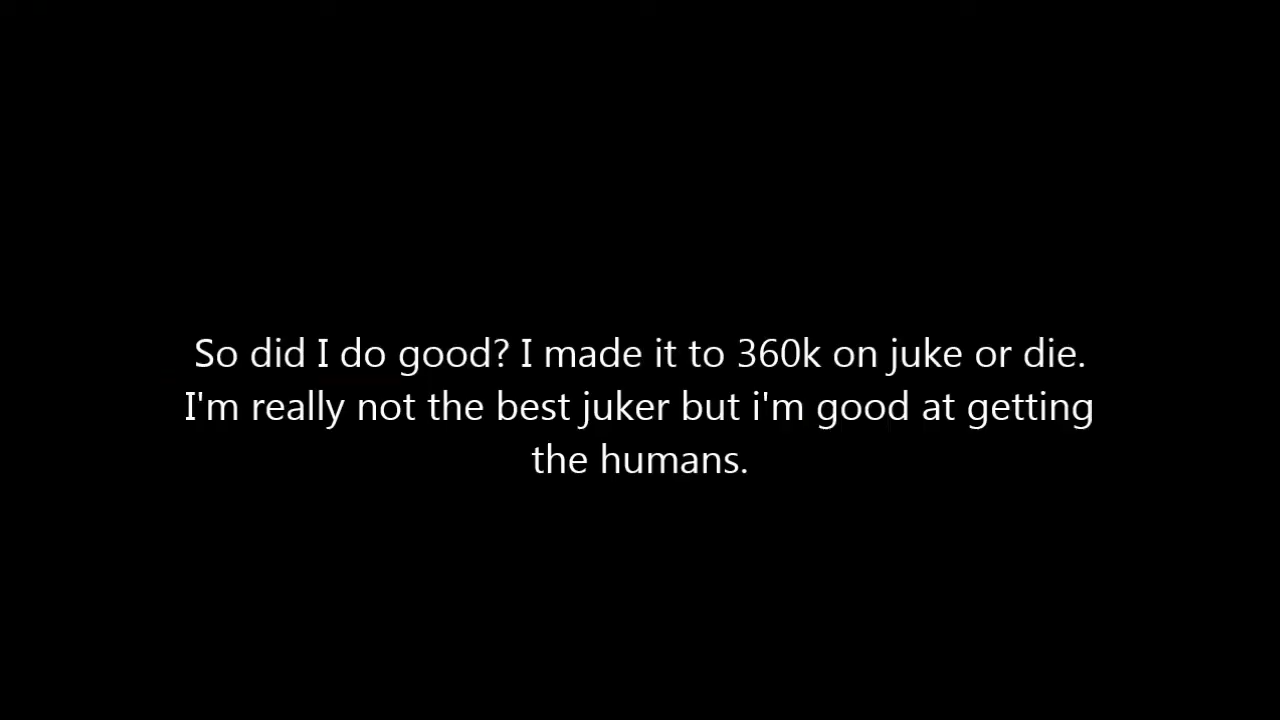 So did I do good? I made it to 360k on juke or die.
I'm really not the best juker but i'm good at getting
the humans.